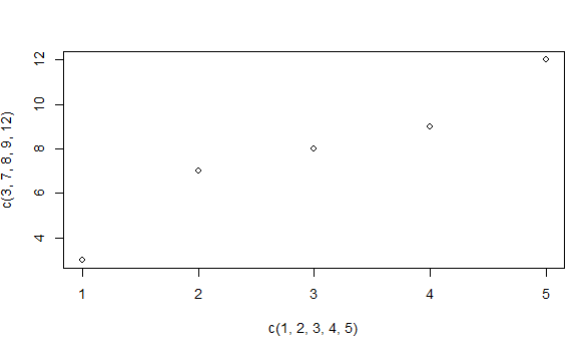 12
10
8
6
4
c(3, 7, 8, 9, 12)
1 2 3 4 5
c(1, 2, 3, 4, 5)